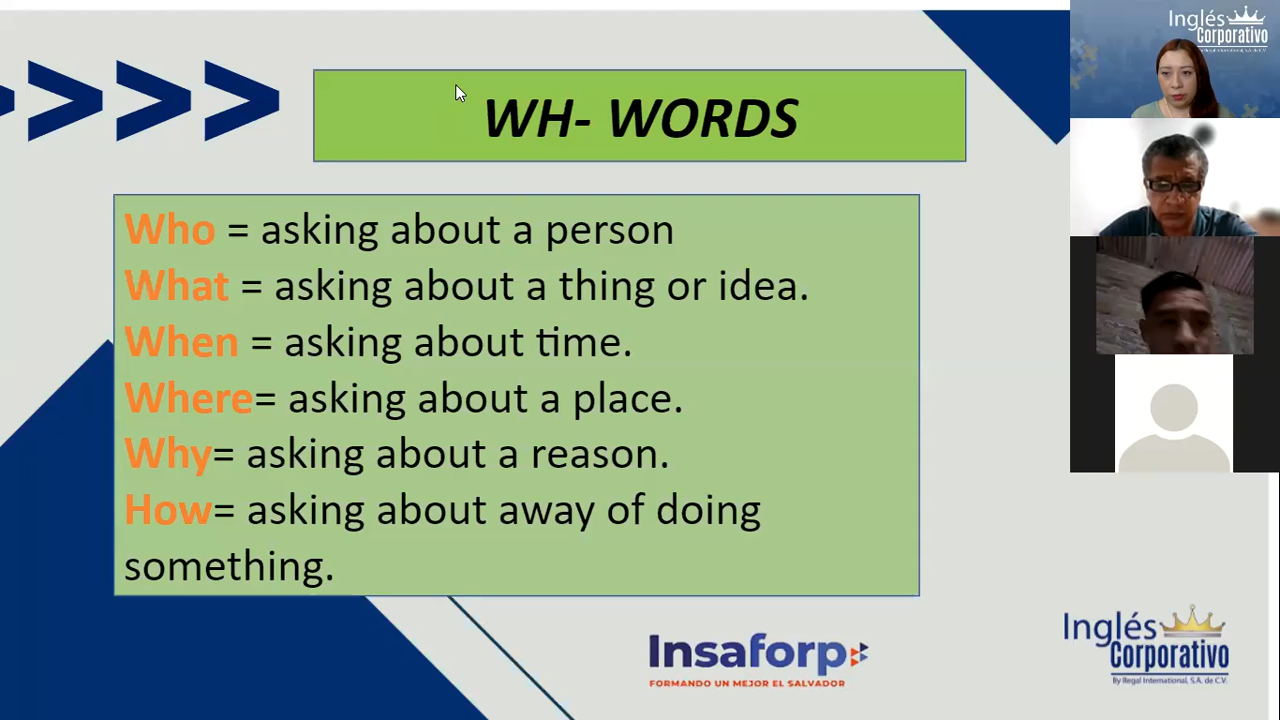 WH- WORDS
Who = asking about a person
What = asking about a thing or idea.
When = asking about time.
Where= asking about a place.
Why= asking about a reason.
How= asking about away of doing
something.
Insaforp
FORMANDO UN MEJOR EL SALVADOR
Inglés
Corporativo
By Regal International, S.A. de C.V.
Inglés
Corporativo